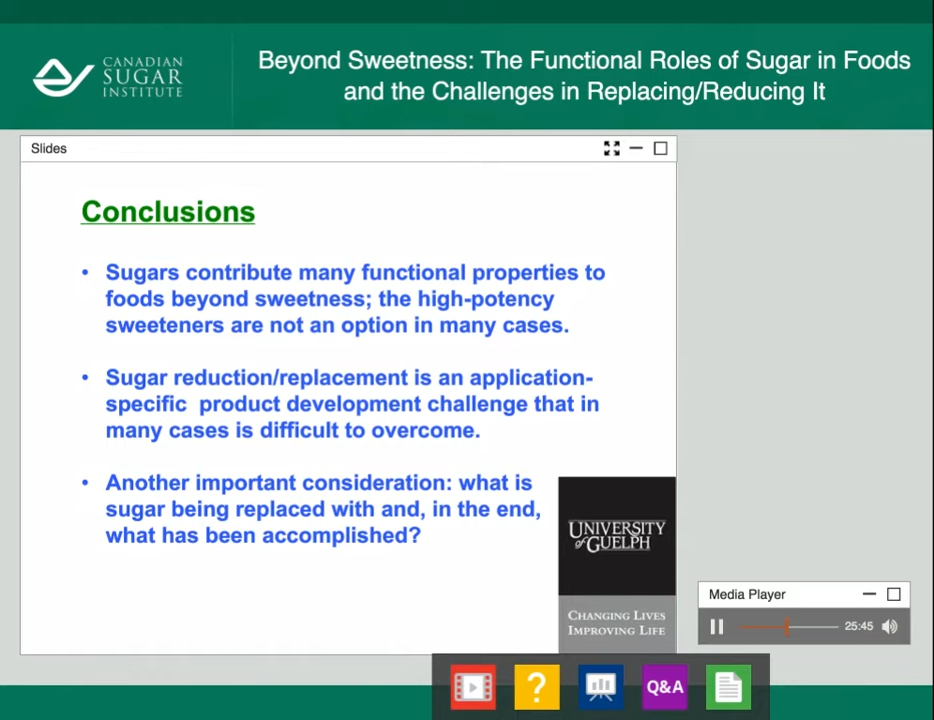 CANADIAN
SUGAR
INSTITUTE
Beyond Sweetness: The Functional Roles of Sugar in Foods
and the Challenges in Replacing/Reducing It
Slides
Conclusions
• Sugars contribute many functional properties to
foods beyond sweetness; the high-potency
sweeteners are not an option in many cases.
• Sugar reduction/replacement is an application-
specific product development challenge that in
many cases is difficult to overcome.
• Another important consideration: what is
sugar being replaced with and, in the end,
what has been accomplished?
UNIVERSITY
of GUELPH
CHANGING LIVES
IMPROVING LIFE
Media Player
25:45
?
Q&A